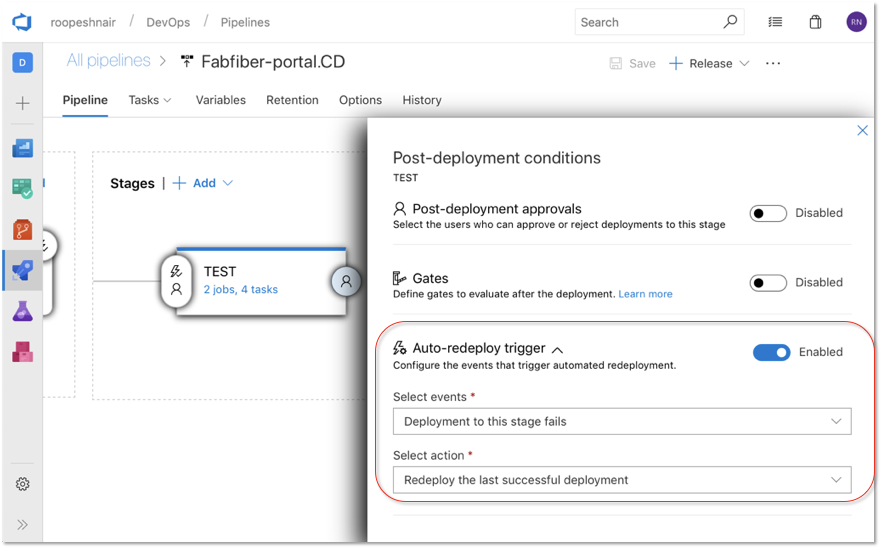 roopeshnair / DevOps / Pipelines
Search
RN
D
All pipelines > Fabfiber-portal.CD
Save
Release
Pipeline Tasks Variables Retention Options History
Stages | Add
TEST
2 jobs, 4 tasks
Post-deployment conditions
TEST
Post-deployment approvals
Select the users who can approve or reject deployments to this stage
Disabled
Gates
Define gates to evaluate after the deployment. Learn more
Disabled
Auto-redeploy trigger
Configure the events that trigger automated redeployment.
Enabled
Select events *
Deployment to this stage fails
Select action *
Redeploy the last successful deployment